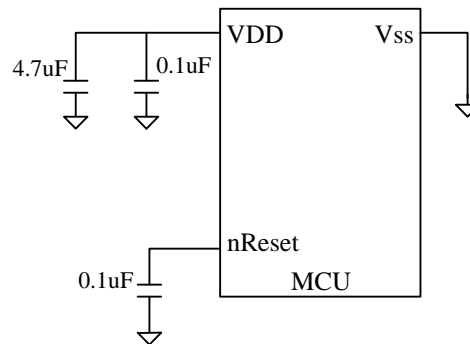 VDD
Vss
4.7uF
0.1uF
nReset
0.1uF
MCU